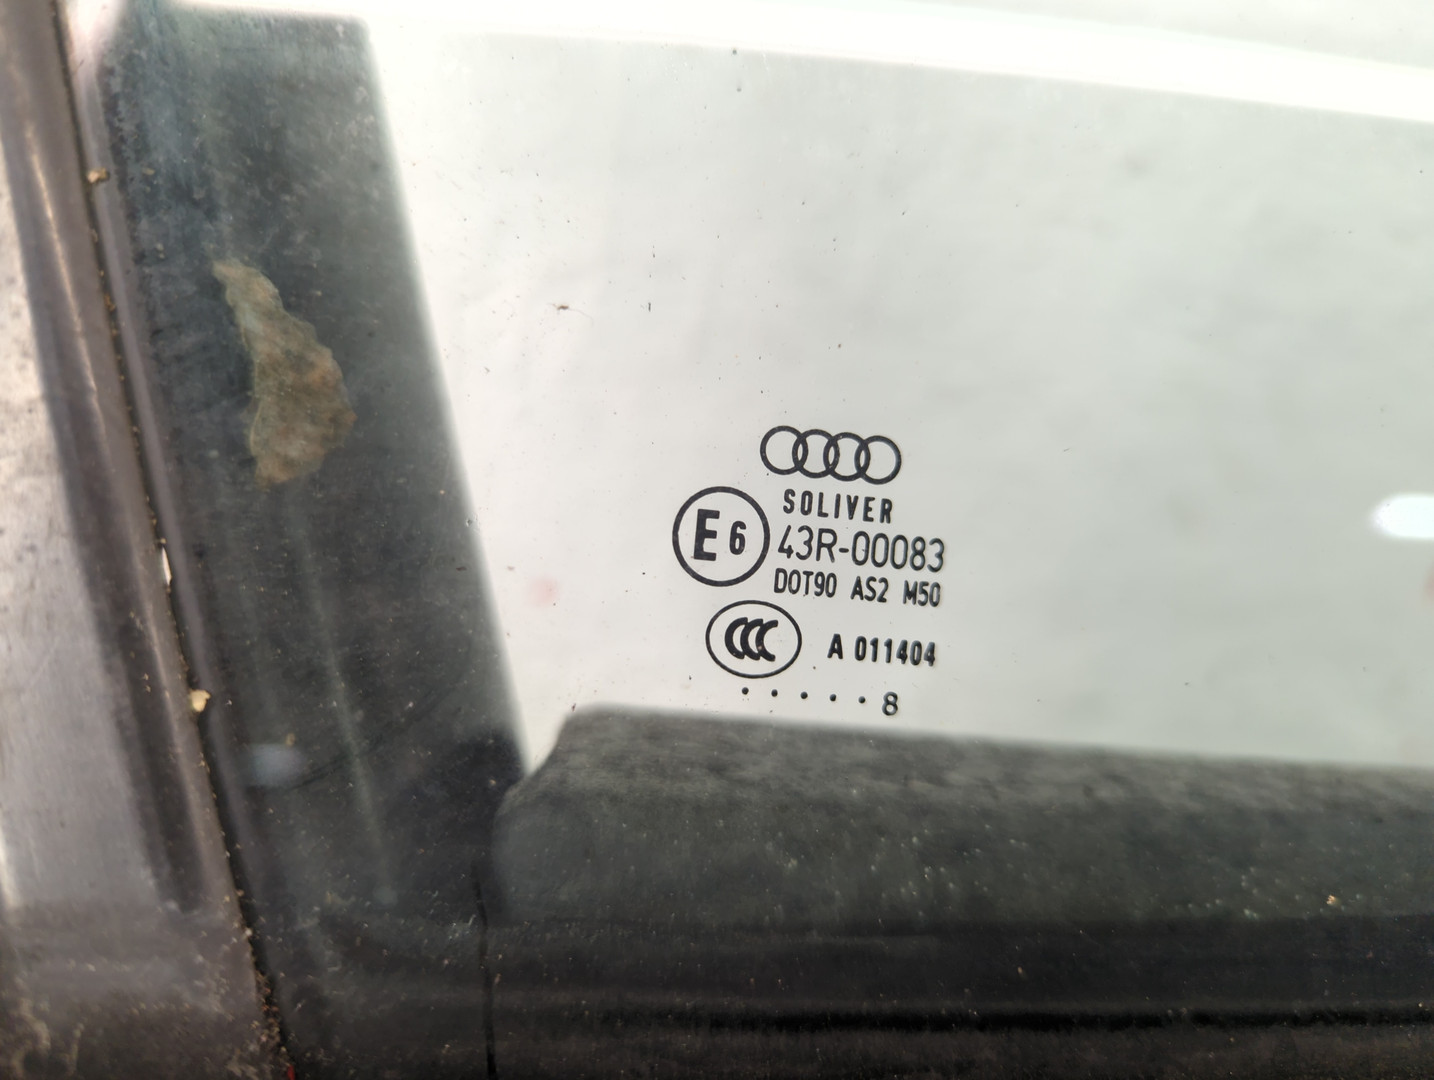 SOLIVER
E6 43R-00083
DOT90 AS2 M50
CCC A 011404
.....8